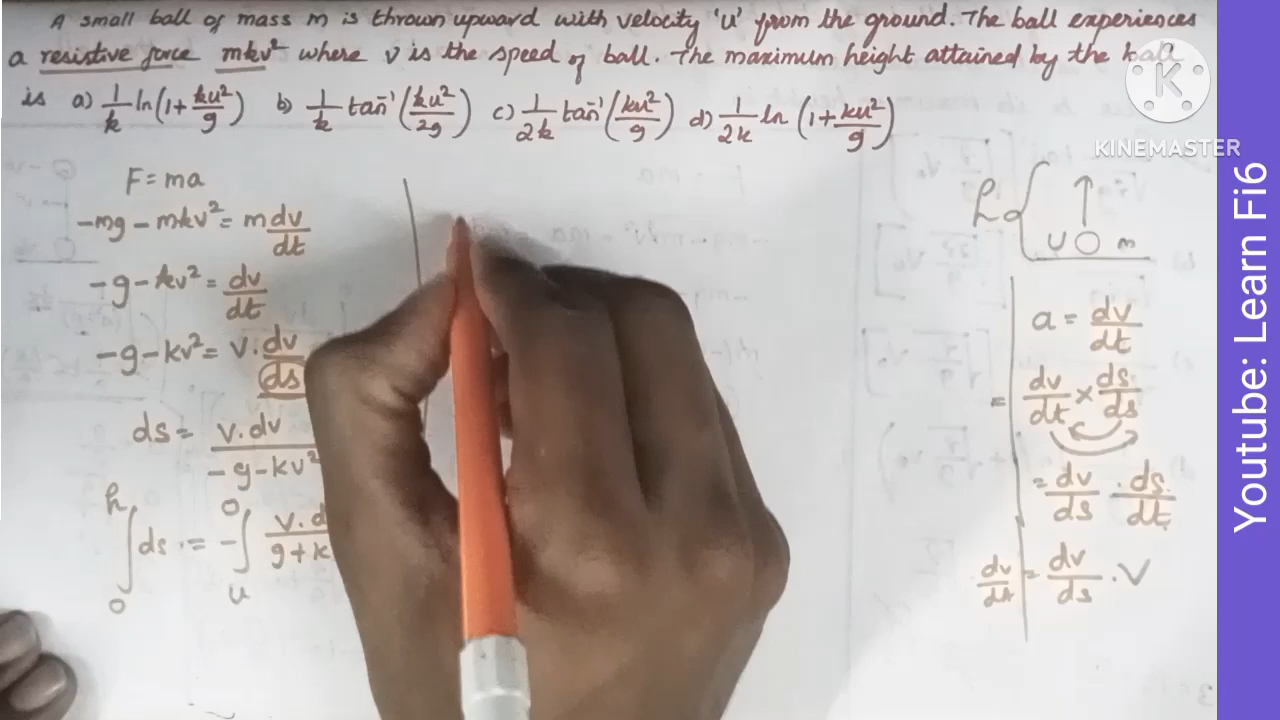 A small ball of mass m is thrown upward with velocity 'u' from the ground. The ball experiences
a resistive force mkv² where v is the speed of ball. The maximum height attained by the ball
is a) 1/k ln(1+ku²/g) b) 1/k tan⁻¹(ku²/2g) c) 1/2k tan⁻¹(ku²/g) d) 1/2k ln(1+ku²/g)
KINEMASTER
F=ma
-mg-mkv²= m dv/dt
-g-kv²= dv/dt
-g-kv²= v.dv/ds
ds= v.dv/-g-kv²
h∫0 ds = -0∫u v.d/g+k
h
u m
a = dv/dt
= dv/dt × ds/ds
= dv/ds . ds/dt
dv/dt = dv/ds . v
Youtube: Learn Fi6